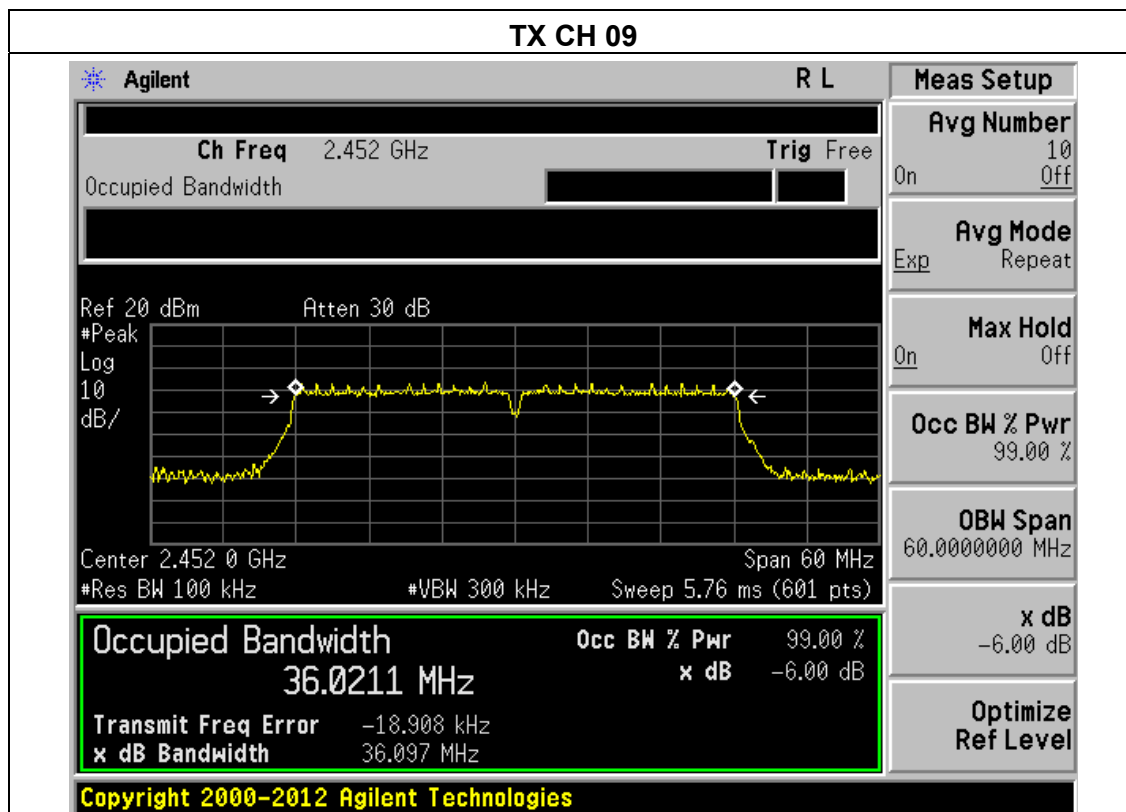 TX CH 09
Agilent R L
Ch Freq 2.452 GHz Trig Free
Occupied Bandwidth
Ref 20 dBm Atten 30 dB
#Peak
Log
10
dB/
Center 2.452 0 GHz Span 60 MHz
#Res BW 100 kHz #VBW 300 kHz Sweep 5.76 ms (601 pts)
Occupied Bandwidth Occ BW % Pwr 99.00 %
36.0211 MHz x dB -6.00 dB
Transmit Freq Error -18.908 kHz
x dB Bandwidth 36.097 MHz
Copyright 2000-2012 Agilent Technologies
Meas Setup
Avg Number
10
On Off
Avg Mode
Exp Repeat
Max Hold
On Off
Occ BW % Pwr
99.00 %
OBW Span
60.0000000 MHz
x dB
-6.00 dB
Optimize
Ref Level